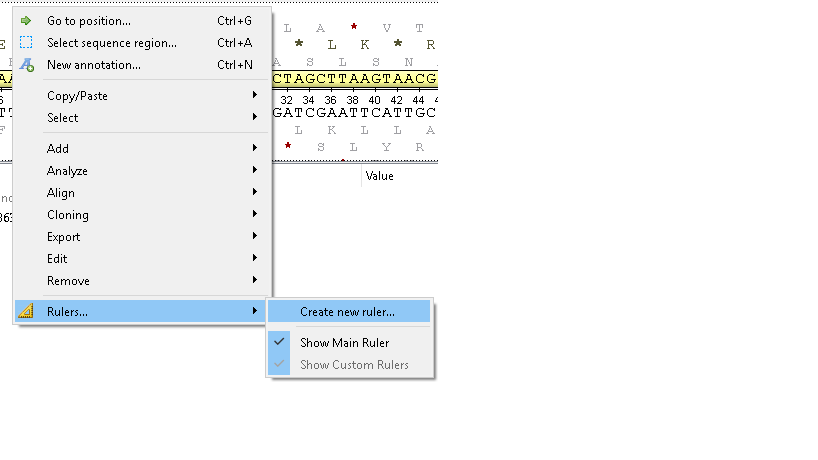 Go to position... Ctrl+G
Select sequence region... Ctrl+A
New annotation... Ctrl+N
Copy/Paste
Select
Add
Analyze
Align
Cloning
Export
Edit
Remove
Rulers...
Create new ruler...
Show Main Ruler
Show Custom Rulers
L A * V T
E * L K * R
A S L S N
CTAGCTTAAGTAACG
32 34 36 38 40 42 44
GATCGAATTCATTGC
F L K L L A
* S L Y R
Value